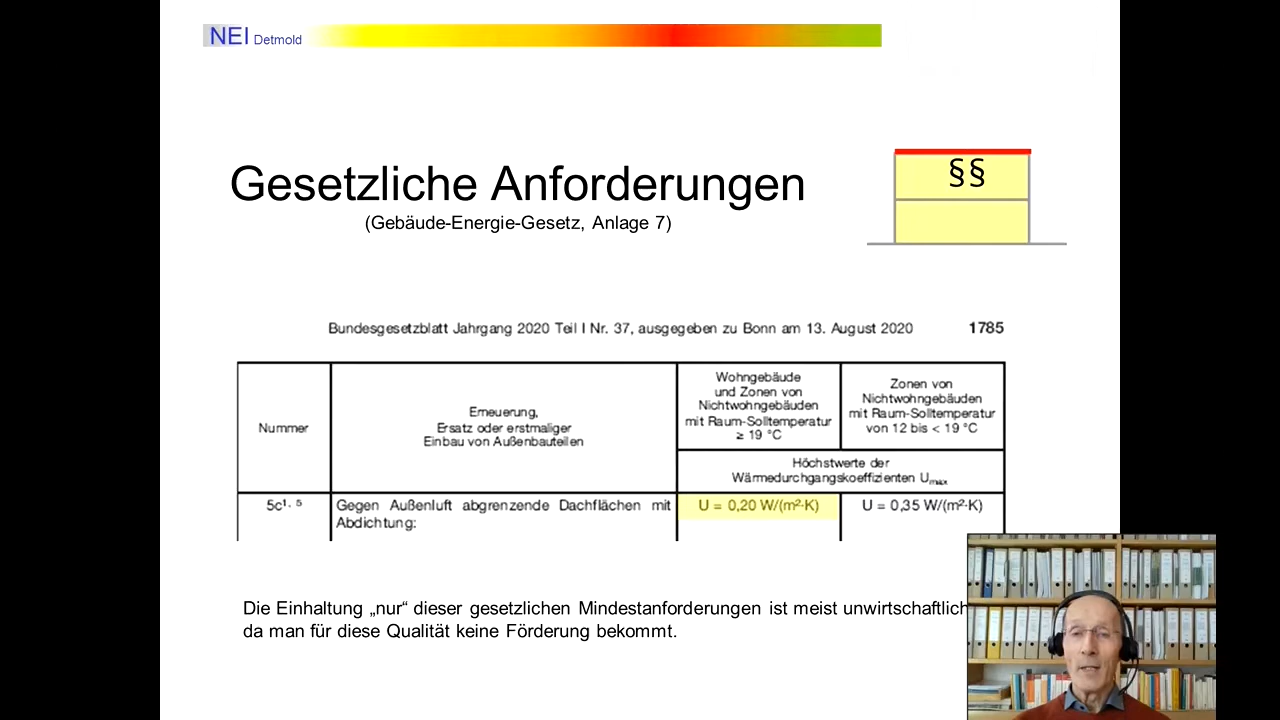 NEI Detmold
Gesetzliche Anforderungen
(Gebäude-Energie-Gesetz, Anlage 7)
§§
Bundesgesetzblatt Jahrgang 2020 Teil I Nr. 37, ausgegeben zu Bonn am 13. August 2020 1785
Nummer
Erneuerung,
Ersatz oder erstmaliger
Einbau von Außenbauteilen
Wohngebäude
und Zonen von
Nichtwohngebäuden
mit Raum-Solltemperatur
≥ 19 °C
Zonen von
Nichtwohngebäuden
mit Raum-Solltemperatur
von 12 bis < 19 °C
Höchstwerte der
Wärmedurchgangskoeffizienten Umax
5c1, 5 Gegen Außenluft abgrenzende Dachflächen mit U = 0,20 W/(m²·K) U = 0,35 W/(m²·K)
Abdichtung:
Die Einhaltung „nur“ dieser gesetzlichen Mindestanforderungen ist meist unwirtschaftlich
da man für diese Qualität keine Förderung bekommt.